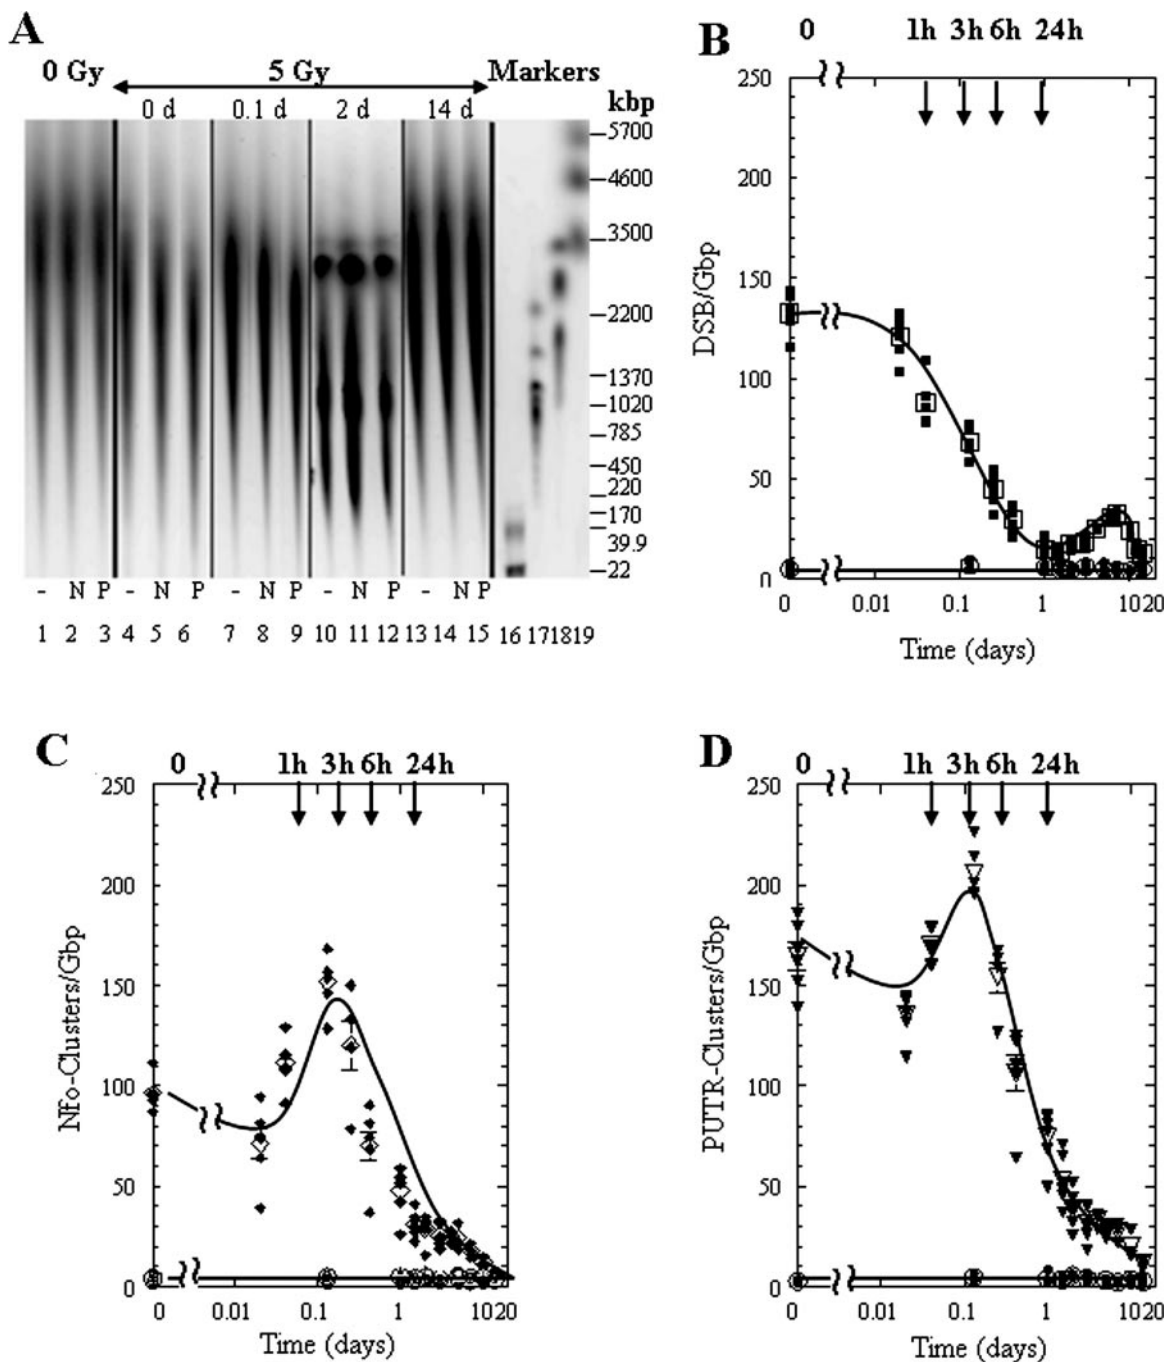 A
0 Gy 5 Gy Markers
0 d 0.1 d 2 d 14 d kbp
5700
4600
3500
2200
1370
1020
785
450
220
170
39.9
22
- N P - N P - N P - N P - N P
1 2 3 4 5 6 7 8 9 10 11 12 13 14 15 16 17 18 19
B
0 1h 3h 6h 24h
250
200
150
100
50
0
DSB/Gbp
0 0.01 0.1 1 10 20
Time (days)
C
0 1h 3h 6h 24h
250
200
150
100
50
0
NFo-Clusters/Gbp
0 0.01 0.1 1 10 20
Time (days)
D
0 1h 3h 6h 24h
250
200
150
100
50
0
PUTR-Clusters/Gbp
0 0.01 0.1 1 10 20
Time (days)